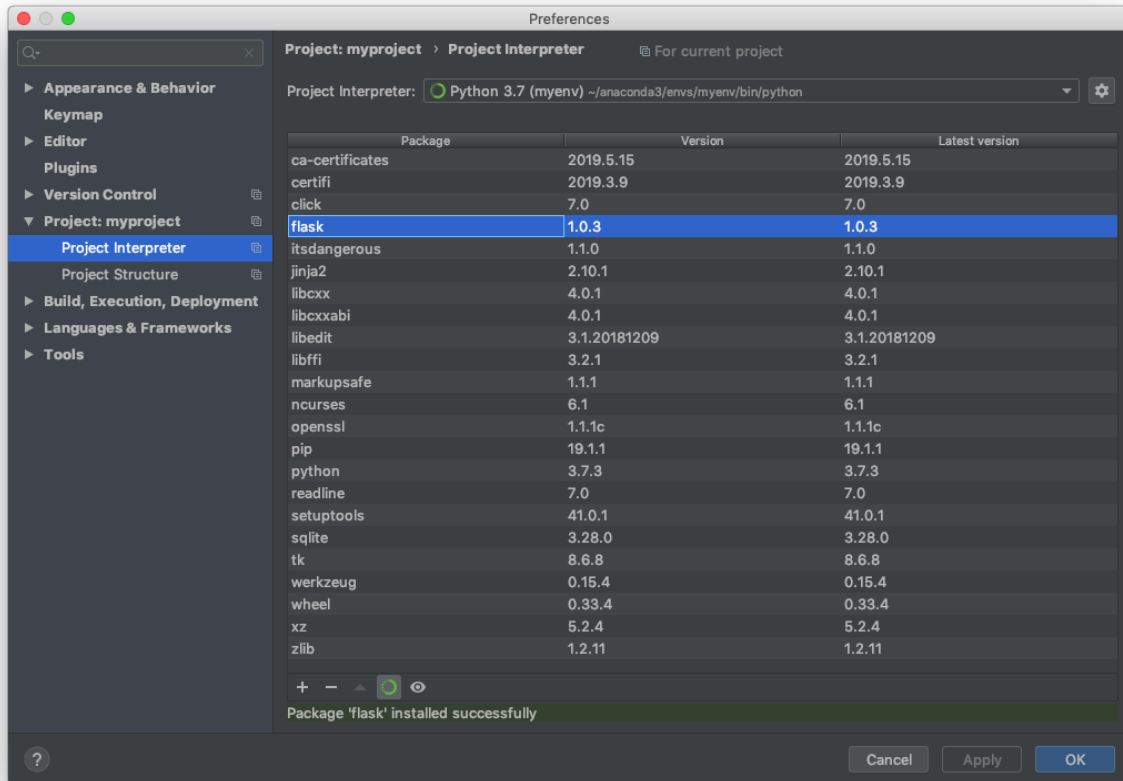 Preferences
Project: myproject › Project Interpreter For current project
Project Interpreter: Python 3.7 (myenv) ~/anaconda3/envs/myenv/bin/python
Appearance & Behavior
Keymap
Editor
Plugins
Version Control
Project: myproject
Project Interpreter
Project Structure
Build, Execution, Deployment
Languages & Frameworks
Tools
Package Version Latest version
ca-certificates 2019.5.15 2019.5.15
certifi 2019.3.9 2019.3.9
click 7.0 7.0
flask 1.0.3 1.0.3
itsdangerous 1.1.0 1.1.0
jinja2 2.10.1 2.10.1
libcxx 4.0.1 4.0.1
libcxxabi 4.0.1 4.0.1
libedit 3.1.20181209 3.1.20181209
libffi 3.2.1 3.2.1
markupsafe 1.1.1 1.1.1
ncurses 6.1 6.1
openssl 1.1.1c 1.1.1c
pip 19.1.1 19.1.1
python 3.7.3 3.7.3
readline 7.0 7.0
setuptools 41.0.1 41.0.1
sqlite 3.28.0 3.28.0
tk 8.6.8 8.6.8
werkzeug 0.15.4 0.15.4
wheel 0.33.4 0.33.4
xz 5.2.4 5.2.4
zlib 1.2.11 1.2.11
Package 'flask' installed successfully
? Cancel Apply OK